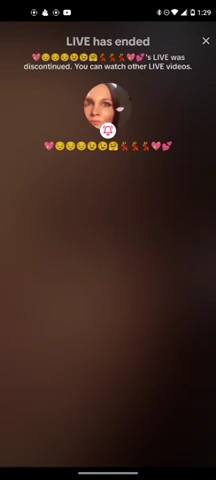 1:29
LIVE has ended
💖😔😔😔😉😉🤗💃💃💃💖💕's LIVE was
discontinued. You can watch other LIVE videos.
💖😔😔😔😉😉🤗💃💃💃💖💕